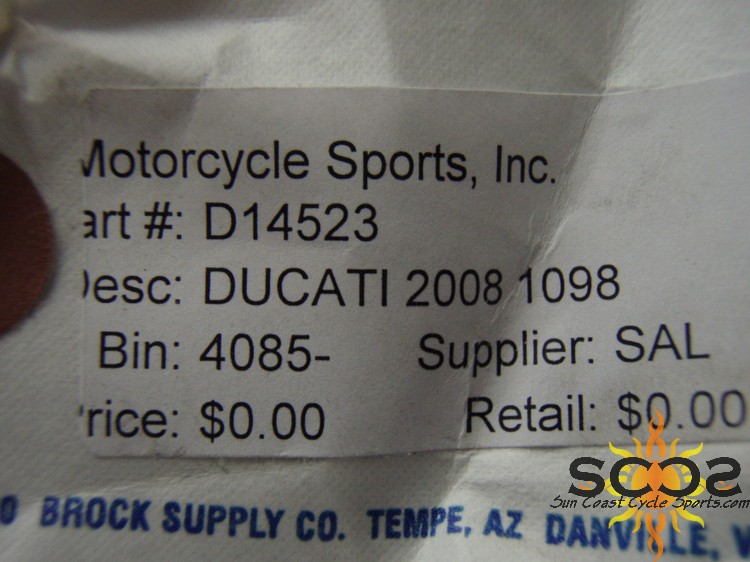 Motorcycle Sports, Inc.
art #: D14523
esc: DUCATI 2008 1098
Bin: 4085- Supplier: SAL
rice: $0.00 Retail: $0.00
SCCS
Sun Coast Cycle Sports.com
BROCK SUPPLY CO. TEMPE, AZ DANVILLE,